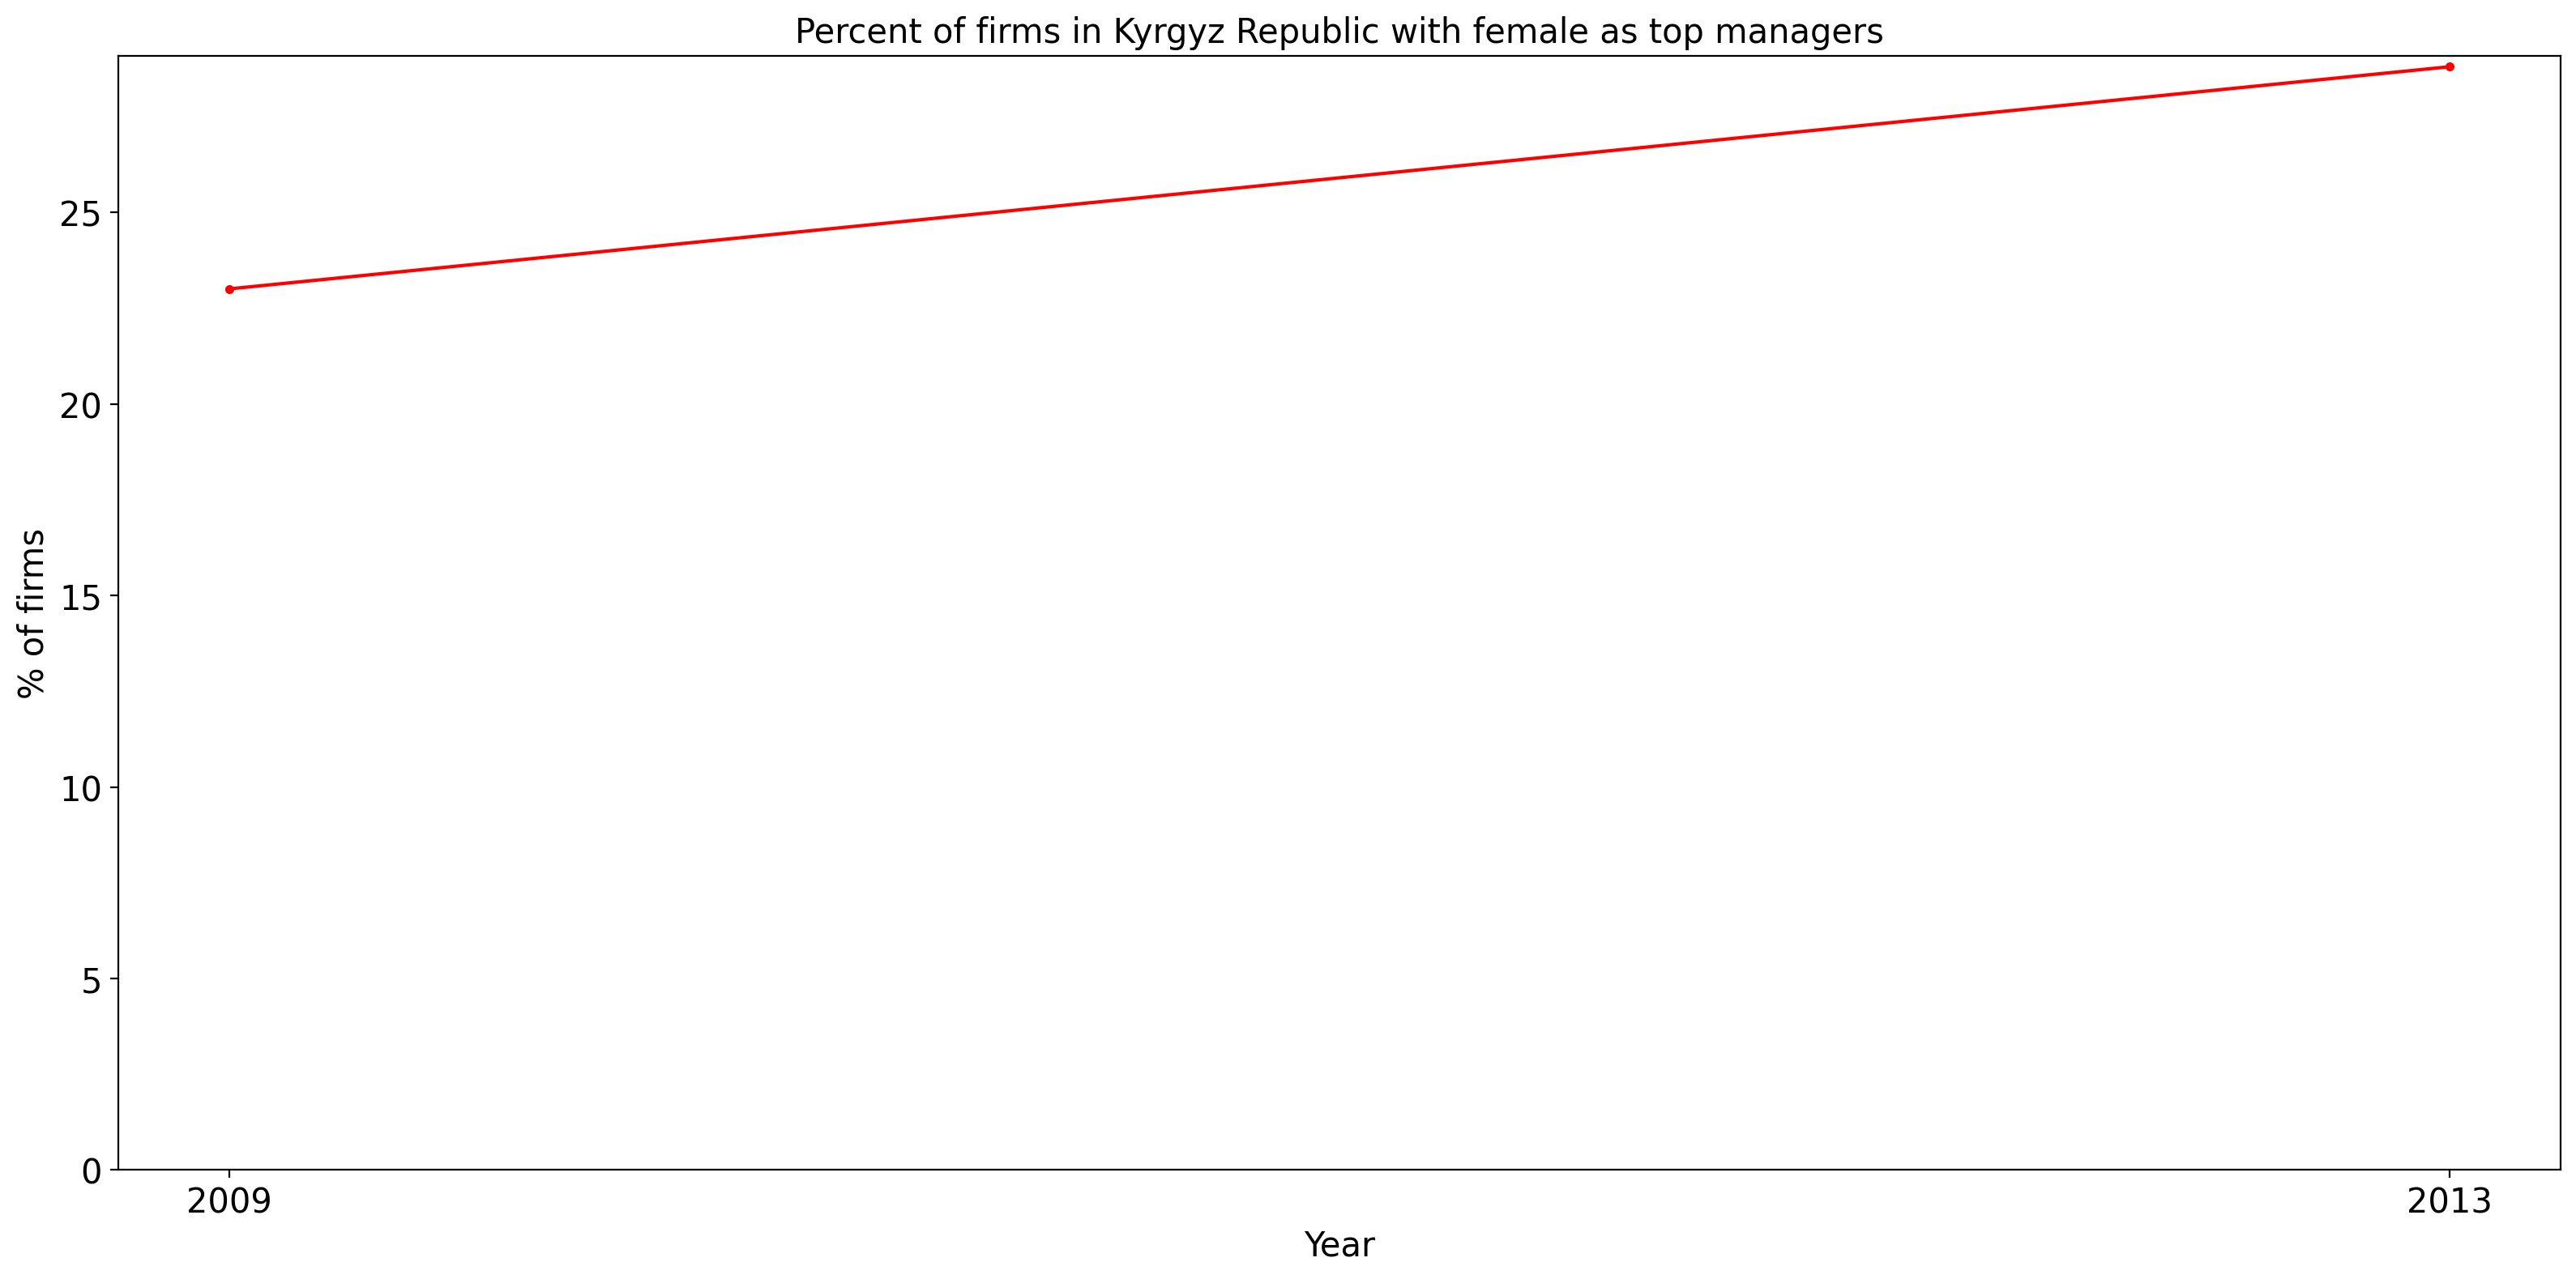 Percent of firms in Kyrgyz Republic with female as top managers
% of firms
25
20
15
10
5
0
2009 2013
Year